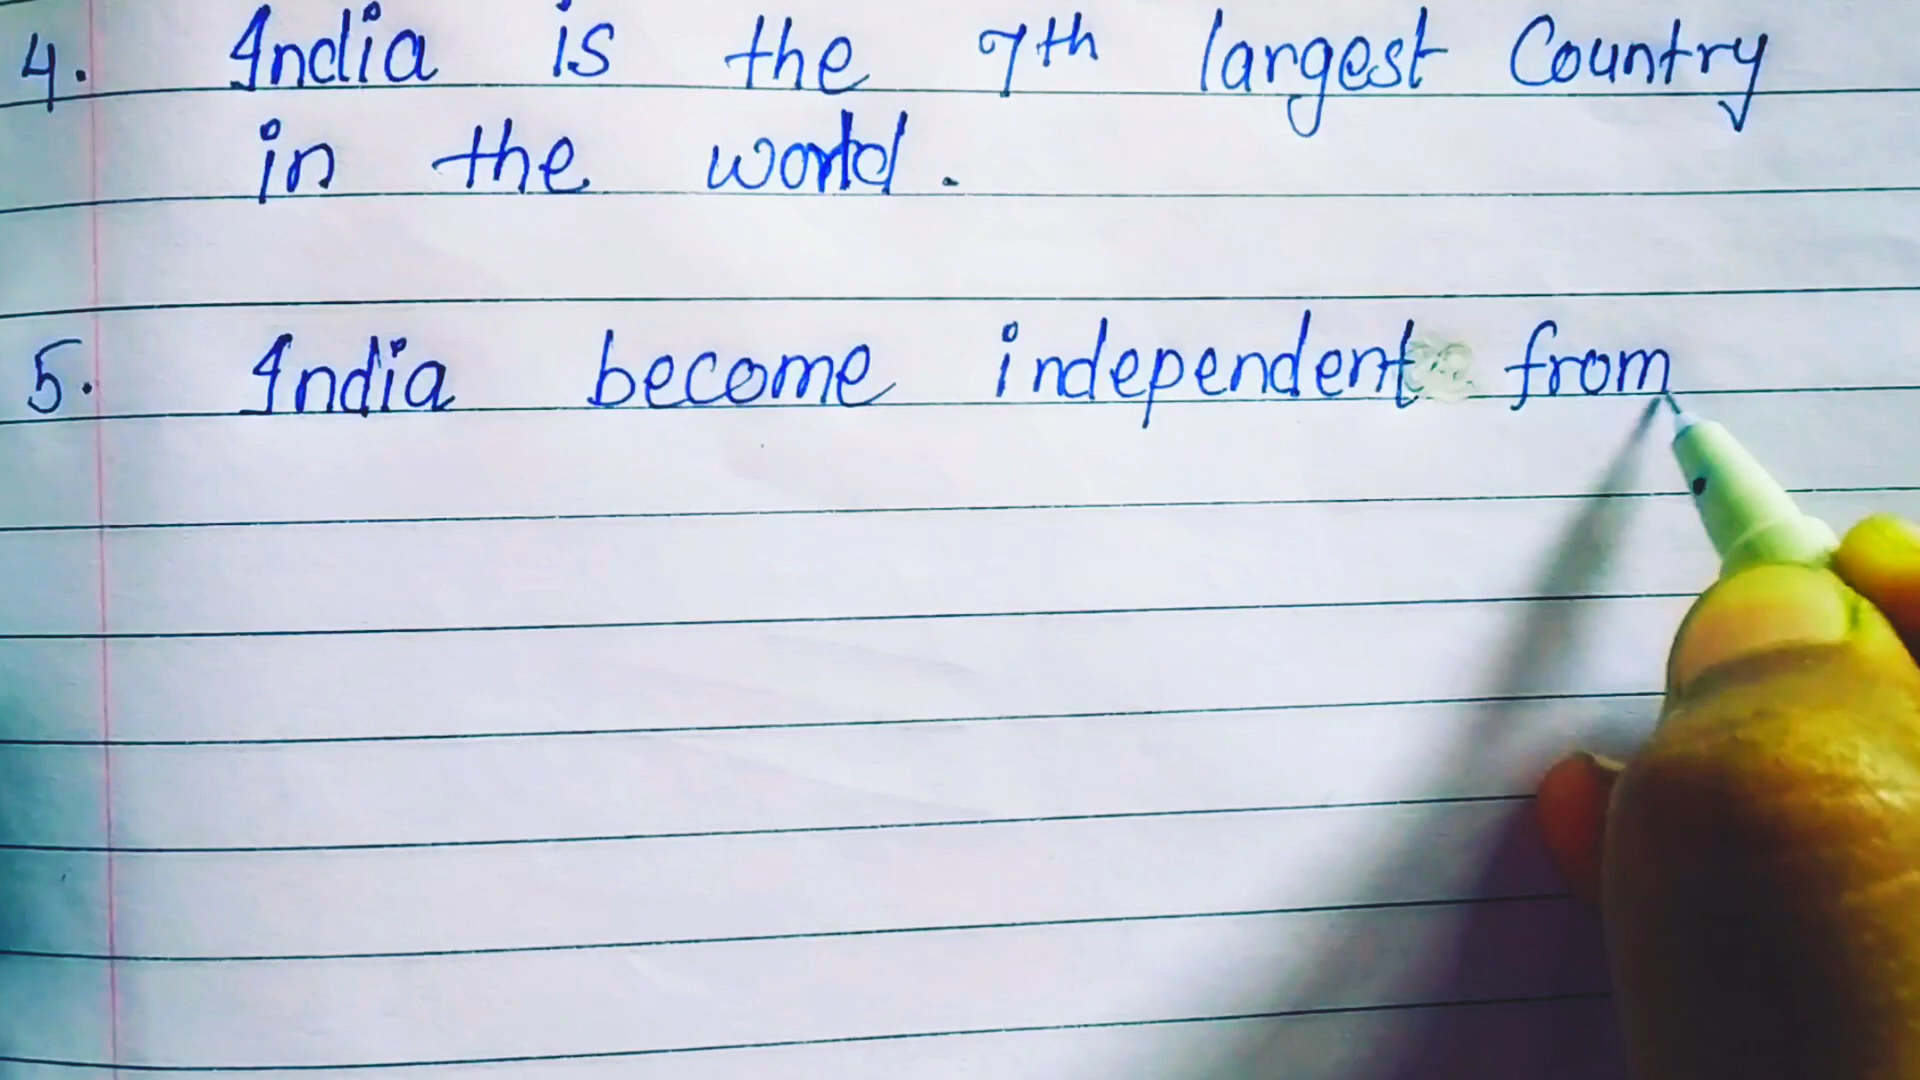 4. India is the 7th largest Country
in the world.
5. India become independent from